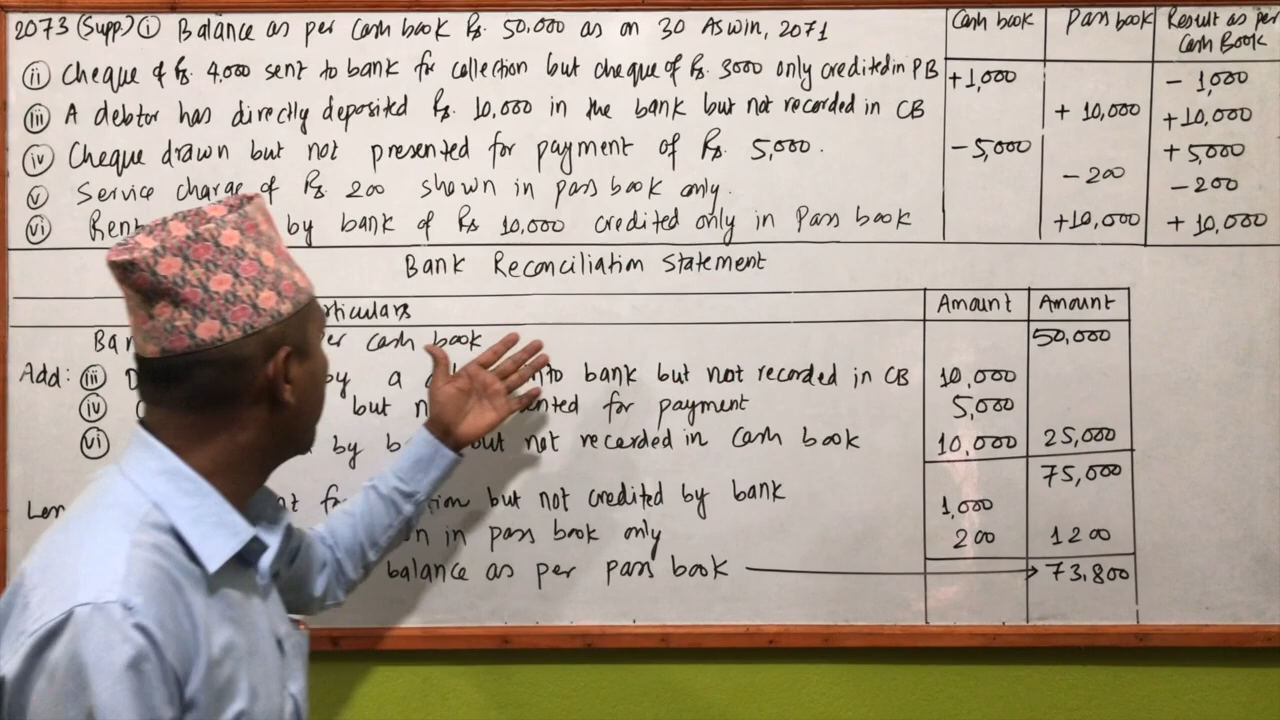 2073 (Supp.) (i) Balance as per Cash book Rs. 50,000 as on 30 Aswin, 2071
Cash book Pass book Result as per Cash Book
(ii) Cheque of Rs. 4,000 sent to bank for collection but cheque of Rs. 3000 only credited in PB +1,000 - 1,000
(iii) A debtor has directly deposited Rs. 10,000 in the bank but not recorded in CB + 10,000 +10,000
(iv) Cheque drawn but not presented for payment of Rs. 5,000. -5,000 +5,000
(v) Service charge of Rs. 200 shown in pass book only. -200 -200
(vi) Rent by bank of Rs 10,000 credited only in Pass book +10,000 + 10,000
Bank Reconciliation Statement
Amount Amount
per cash book 50,000
Add: (iii) by a to bank but not recorded in CB 10,000
(iv) but for payment 5,000
(vi) by but not recorded in cash book 10,000 25,000
75,000
but not credited by bank 1,000
in pass book only 200 1200
balance as per pass book 73,800